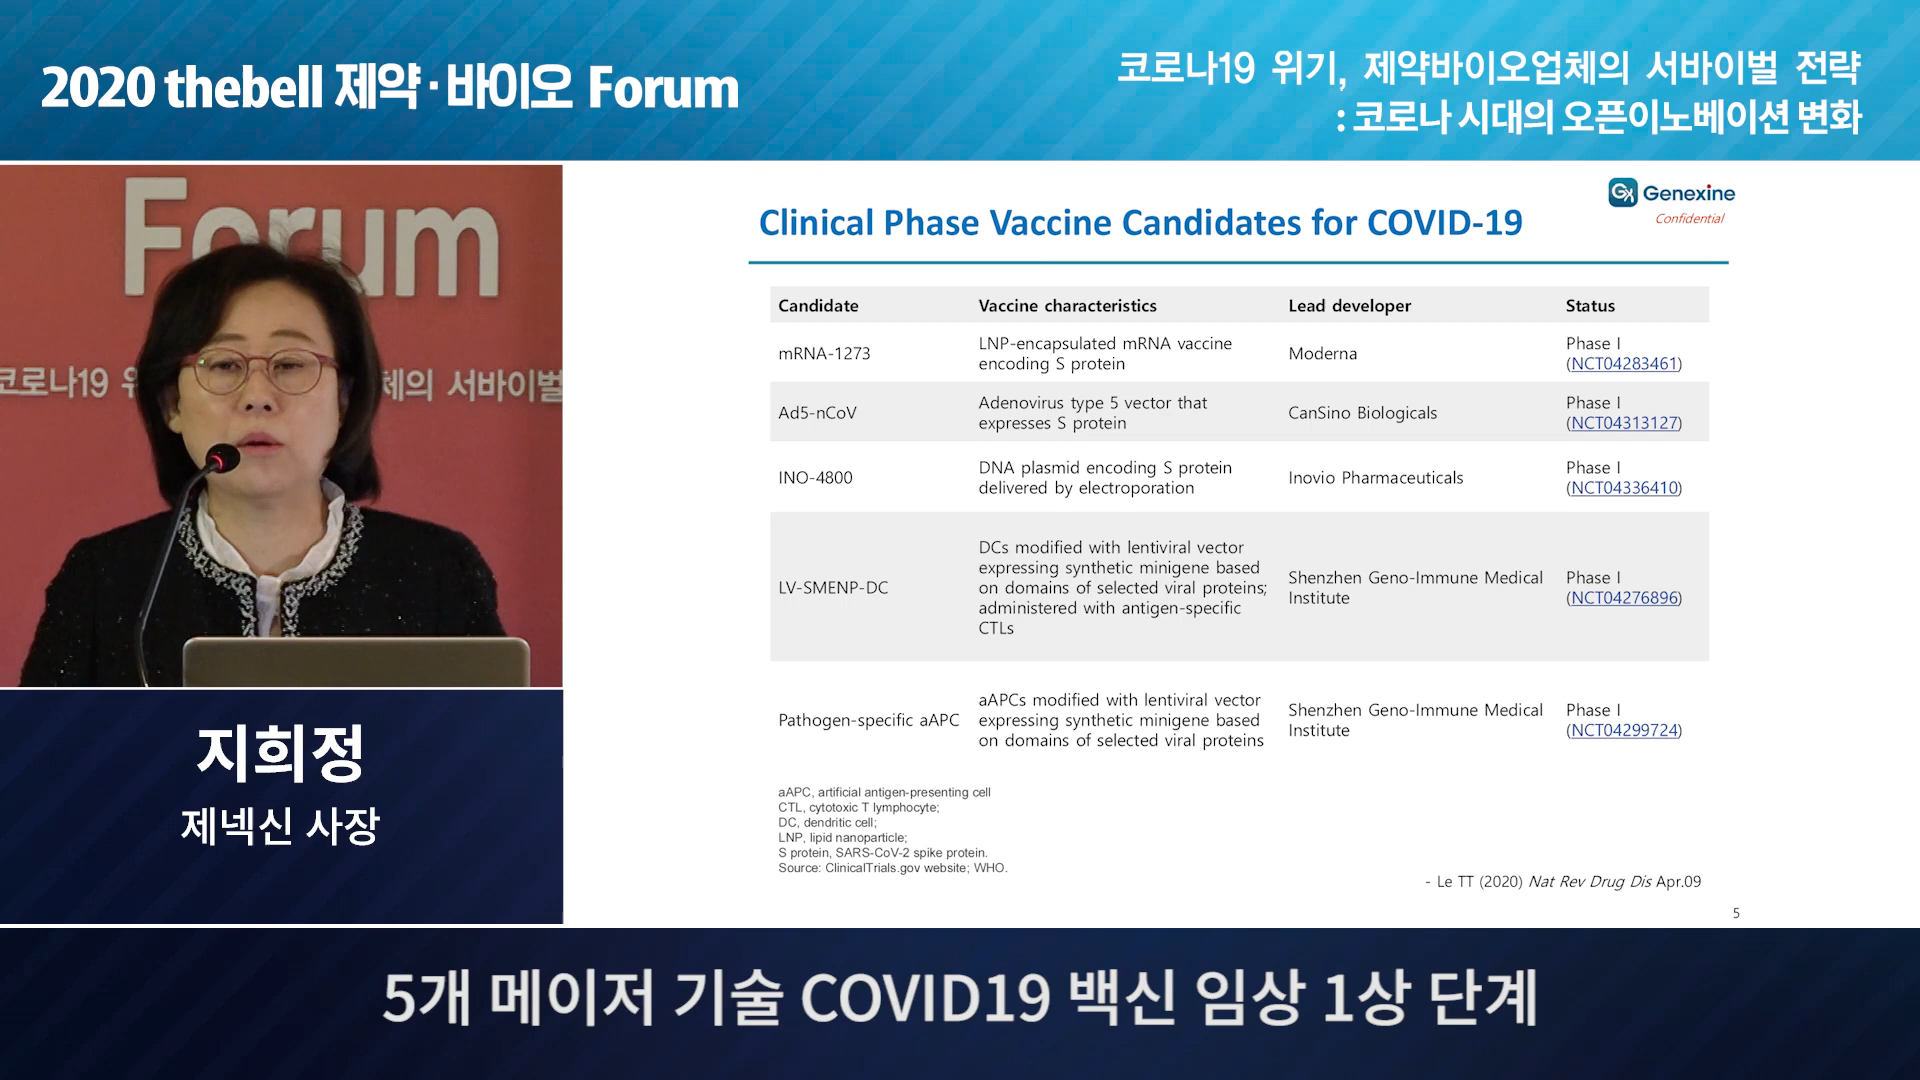 2020 thebell 제약·바이오 Forum
코로나19 위기, 제약바이오업체의 서바이벌 전략
: 코로나 시대의 오픈이노베이션 변화
Forum
코로나19 위
체의 서바이벌
지희정
제넥신 사장
Genexine
Confidential
Clinical Phase Vaccine Candidates for COVID-19
Candidate Vaccine characteristics Lead developer Status
mRNA-1273 LNP-encapsulated mRNA vaccine encoding S protein Moderna Phase I (NCT04283461)
Ad5-nCoV Adenovirus type 5 vector that expresses S protein CanSino Biologicals Phase I (NCT04313127)
INO-4800 DNA plasmid encoding S protein delivered by electroporation Inovio Pharmaceuticals Phase I (NCT04336410)
LV-SMENP-DC DCs modified with lentiviral vector expressing synthetic minigene based on domains of selected viral proteins; administered with antigen-specific CTLs Shenzhen Geno-Immune Medical Institute Phase I (NCT04276896)
Pathogen-specific aAPC aAPCs modified with lentiviral vector expressing synthetic minigene based on domains of selected viral proteins Shenzhen Geno-Immune Medical Institute Phase I (NCT04299724)
aAPC, artificial antigen-presenting cell
CTL, cytotoxic T lymphocyte;
DC, dendritic cell;
LNP, lipid nanoparticle;
S protein, SARS-CoV-2 spike protein.
Source: ClinicalTrials.gov website; WHO.
- Le TT (2020) Nat Rev Drug Dis Apr.09
5
5개 메이저 기술 COVID19 백신 임상 1상 단계